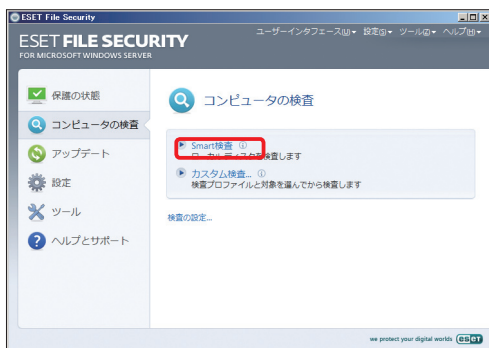 ESET File Security
ESET FILE SECURITY
FOR MICROSOFT WINDOWS SERVER
ユーザーインタフェース(U)▾ 設定(S)▾ ツール(O)▾ ヘルプ(H)▾
保護の状態
コンピュータの検査
アップデート
設定
ツール
ヘルプとサポート
コンピュータの検査
Smart検査
ローカルディスクを検査します
カスタム検査...
検査プロファイルと対象を選んでから検査します
検査の設定...
we protect your digital worlds eset